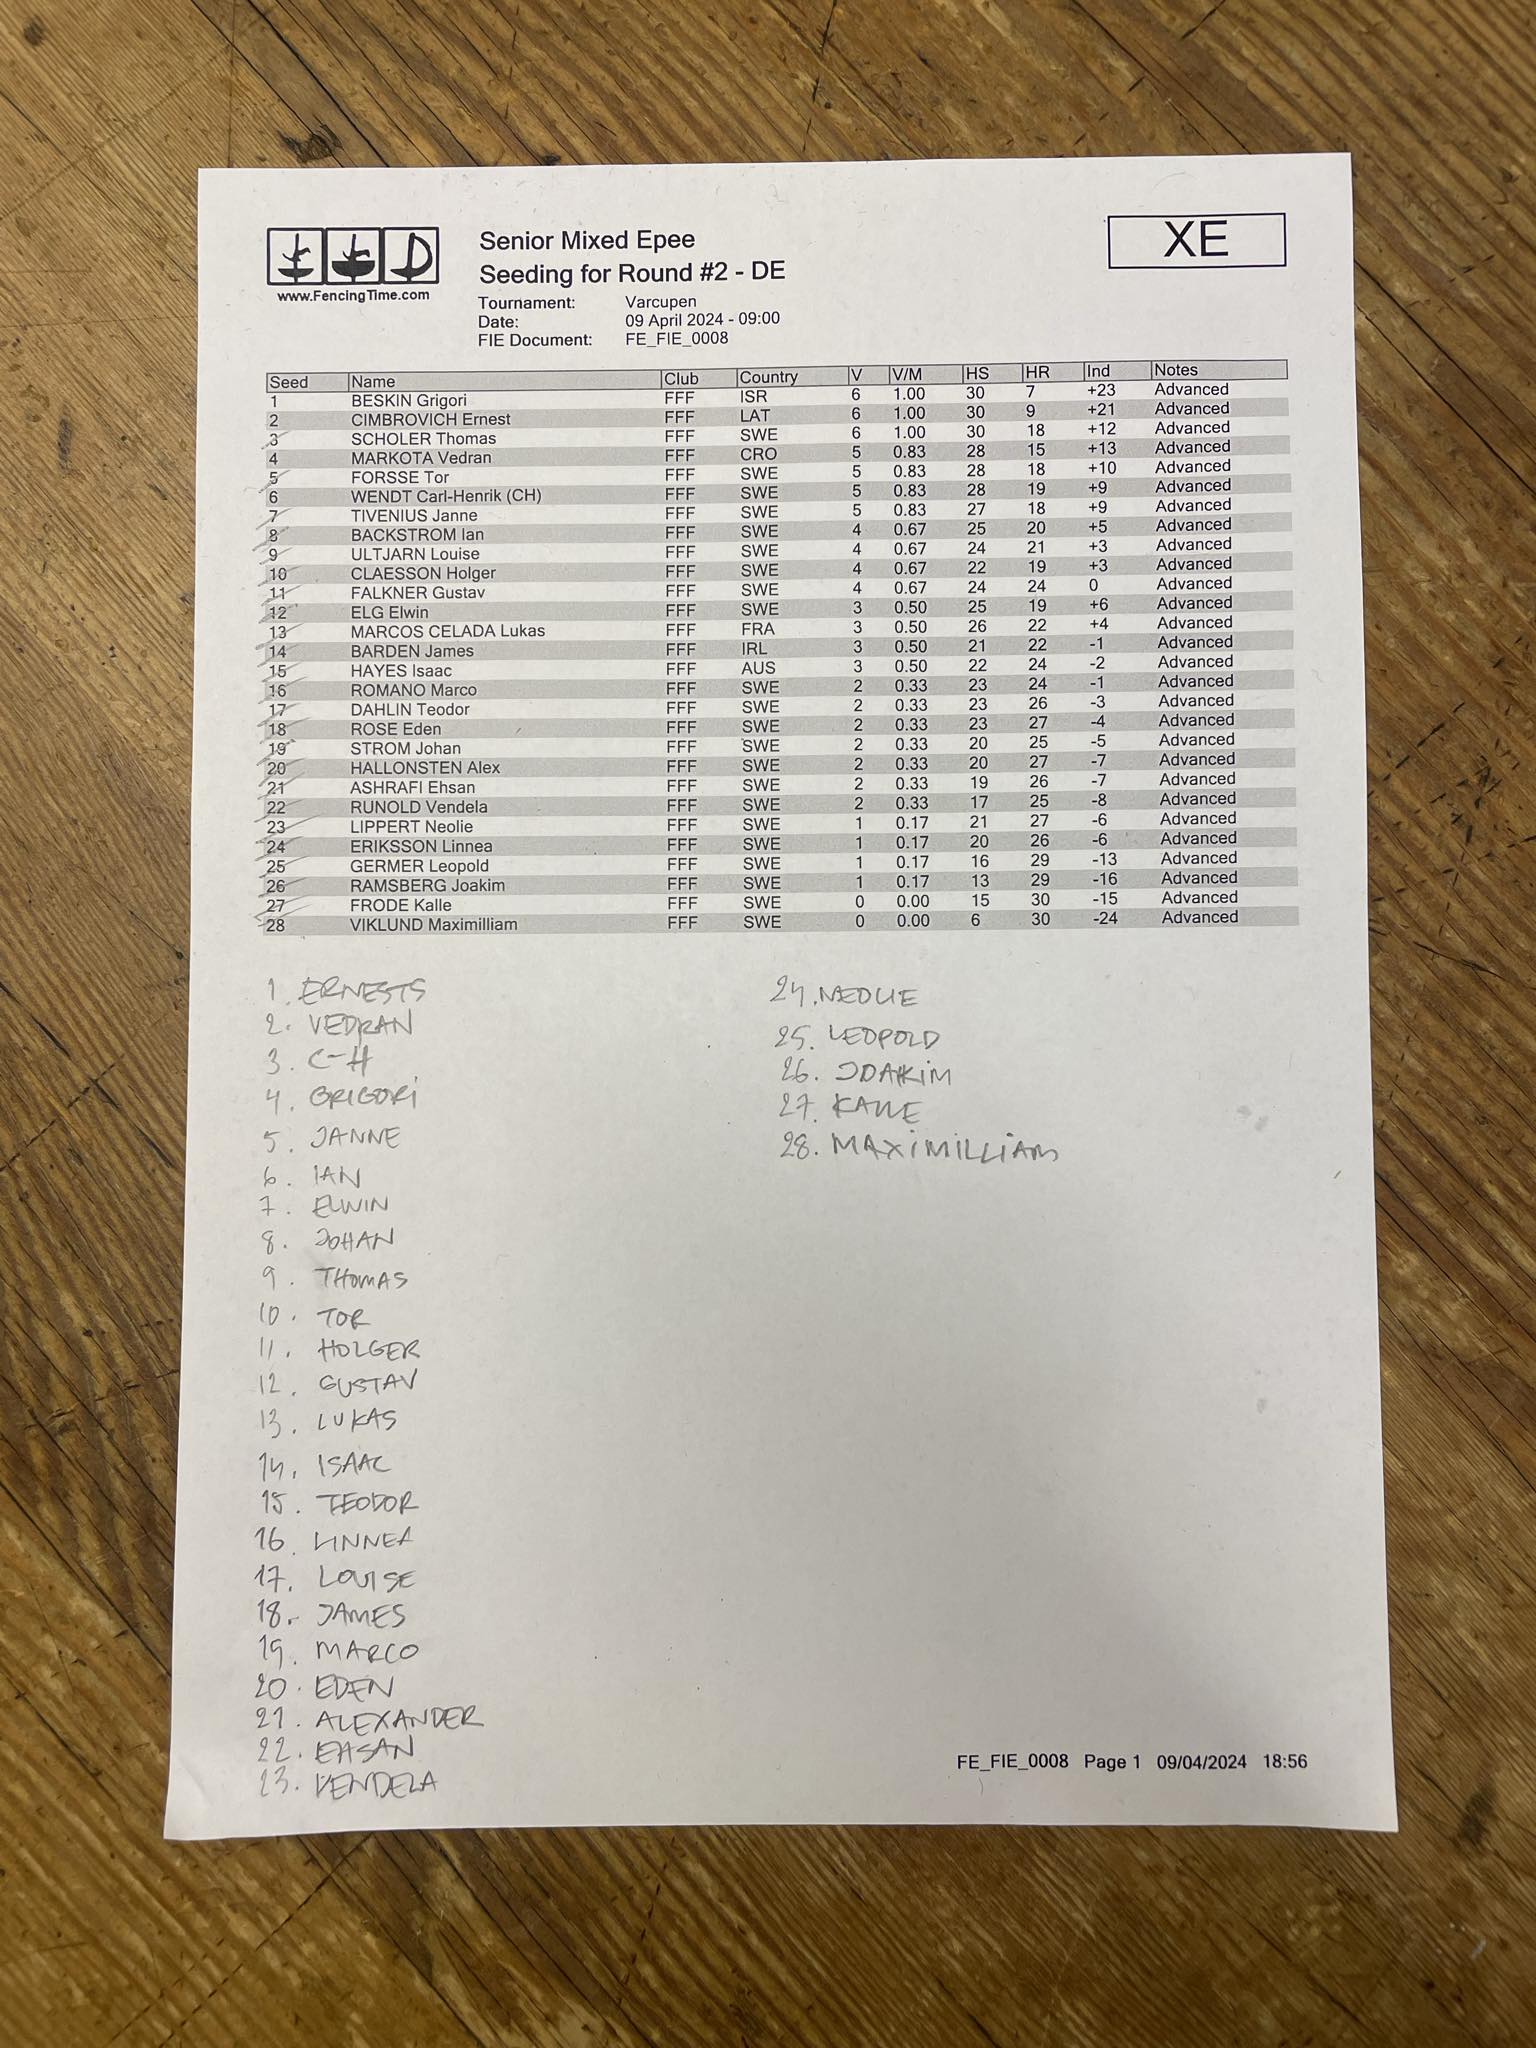 Senior Mixed Epee
Seeding for Round #2 - DE
XE
www.FencingTime.com
Tournament: Varcupen
Date: 09 April 2024 - 09:00
FIE Document: FE_FIE_0008
Seed Name Club Country V V/M HS HR Ind Notes
1 BESKIN Grigori FFF ISR 6 1.00 30 7 +23 Advanced
2 CIMBROVICH Ernest FFF LAT 6 1.00 30 9 +21 Advanced
3 SCHOLER Thomas FFF SWE 6 1.00 30 18 +12 Advanced
4 MARKOTA Vedran FFF CRO 5 0.83 28 15 +13 Advanced
5 FORSSE Tor FFF SWE 5 0.83 28 18 +10 Advanced
6 WENDT Carl-Henrik (CH) FFF SWE 5 0.83 28 19 +9 Advanced
7 TIVENIUS Janne FFF SWE 5 0.83 27 18 +9 Advanced
8 BACKSTROM Ian FFF SWE 4 0.67 25 20 +5 Advanced
9 ULTJARN Louise FFF SWE 4 0.67 24 21 +3 Advanced
10 CLAESSON Holger FFF SWE 4 0.67 22 19 +3 Advanced
11 FALKNER Gustav FFF SWE 4 0.67 24 24 0 Advanced
12 ELG Elwin FFF SWE 3 0.50 25 19 +6 Advanced
13 MARCOS CELADA Lukas FFF FRA 3 0.50 26 22 +4 Advanced
14 BARDEN James FFF IRL 3 0.50 21 22 -1 Advanced
15 HAYES Isaac FFF AUS 3 0.50 22 24 -2 Advanced
16 ROMANO Marco FFF SWE 2 0.33 23 24 -1 Advanced
17 DAHLIN Teodor FFF SWE 2 0.33 23 26 -3 Advanced
18 ROSE Eden FFF SWE 2 0.33 23 27 -4 Advanced
19 STROM Johan FFF SWE 2 0.33 20 25 -5 Advanced
20 HALLONSTEN Alex FFF SWE 2 0.33 20 27 -7 Advanced
21 ASHRAFI Ehsan FFF SWE 2 0.33 19 26 -7 Advanced
22 RUNOLD Vendela FFF SWE 2 0.33 17 25 -8 Advanced
23 LIPPERT Neolie FFF SWE 1 0.17 21 27 -6 Advanced
24 ERIKSSON Linnea FFF SWE 1 0.17 20 26 -6 Advanced
25 GERMER Leopold FFF SWE 1 0.17 16 29 -13 Advanced
26 RAMSBERG Joakim FFF SWE 1 0.17 13 29 -16 Advanced
27 FRODE Kalle FFF SWE 0 0.00 15 30 -15 Advanced
28 VIKLUND Maximilliam FFF SWE 0 0.00 6 30 -24 Advanced
1. ERNESTS
2. VEDRAN
3. C-H
4. GRIGORI
5. JANNE
6. IAN
7. ELWIN
8. JOHAN
9. THOMAS
10. TOR
11. HOLGER
12. GUSTAV
13. LUKAS
14. ISAAC
15. TEODOR
16. LINNEA
17. LOUISE
18. JAMES
19. MARCO
20. EDEN
21. ALEXANDER
22. EHSAN
23. VENDELA
24. NEOLIE
25. LEOPOLD
26. JOAKIM
27. KALLE
28. MAXIMILLIAM
FE_FIE_0008 Page 1 09/04/2024 18:56